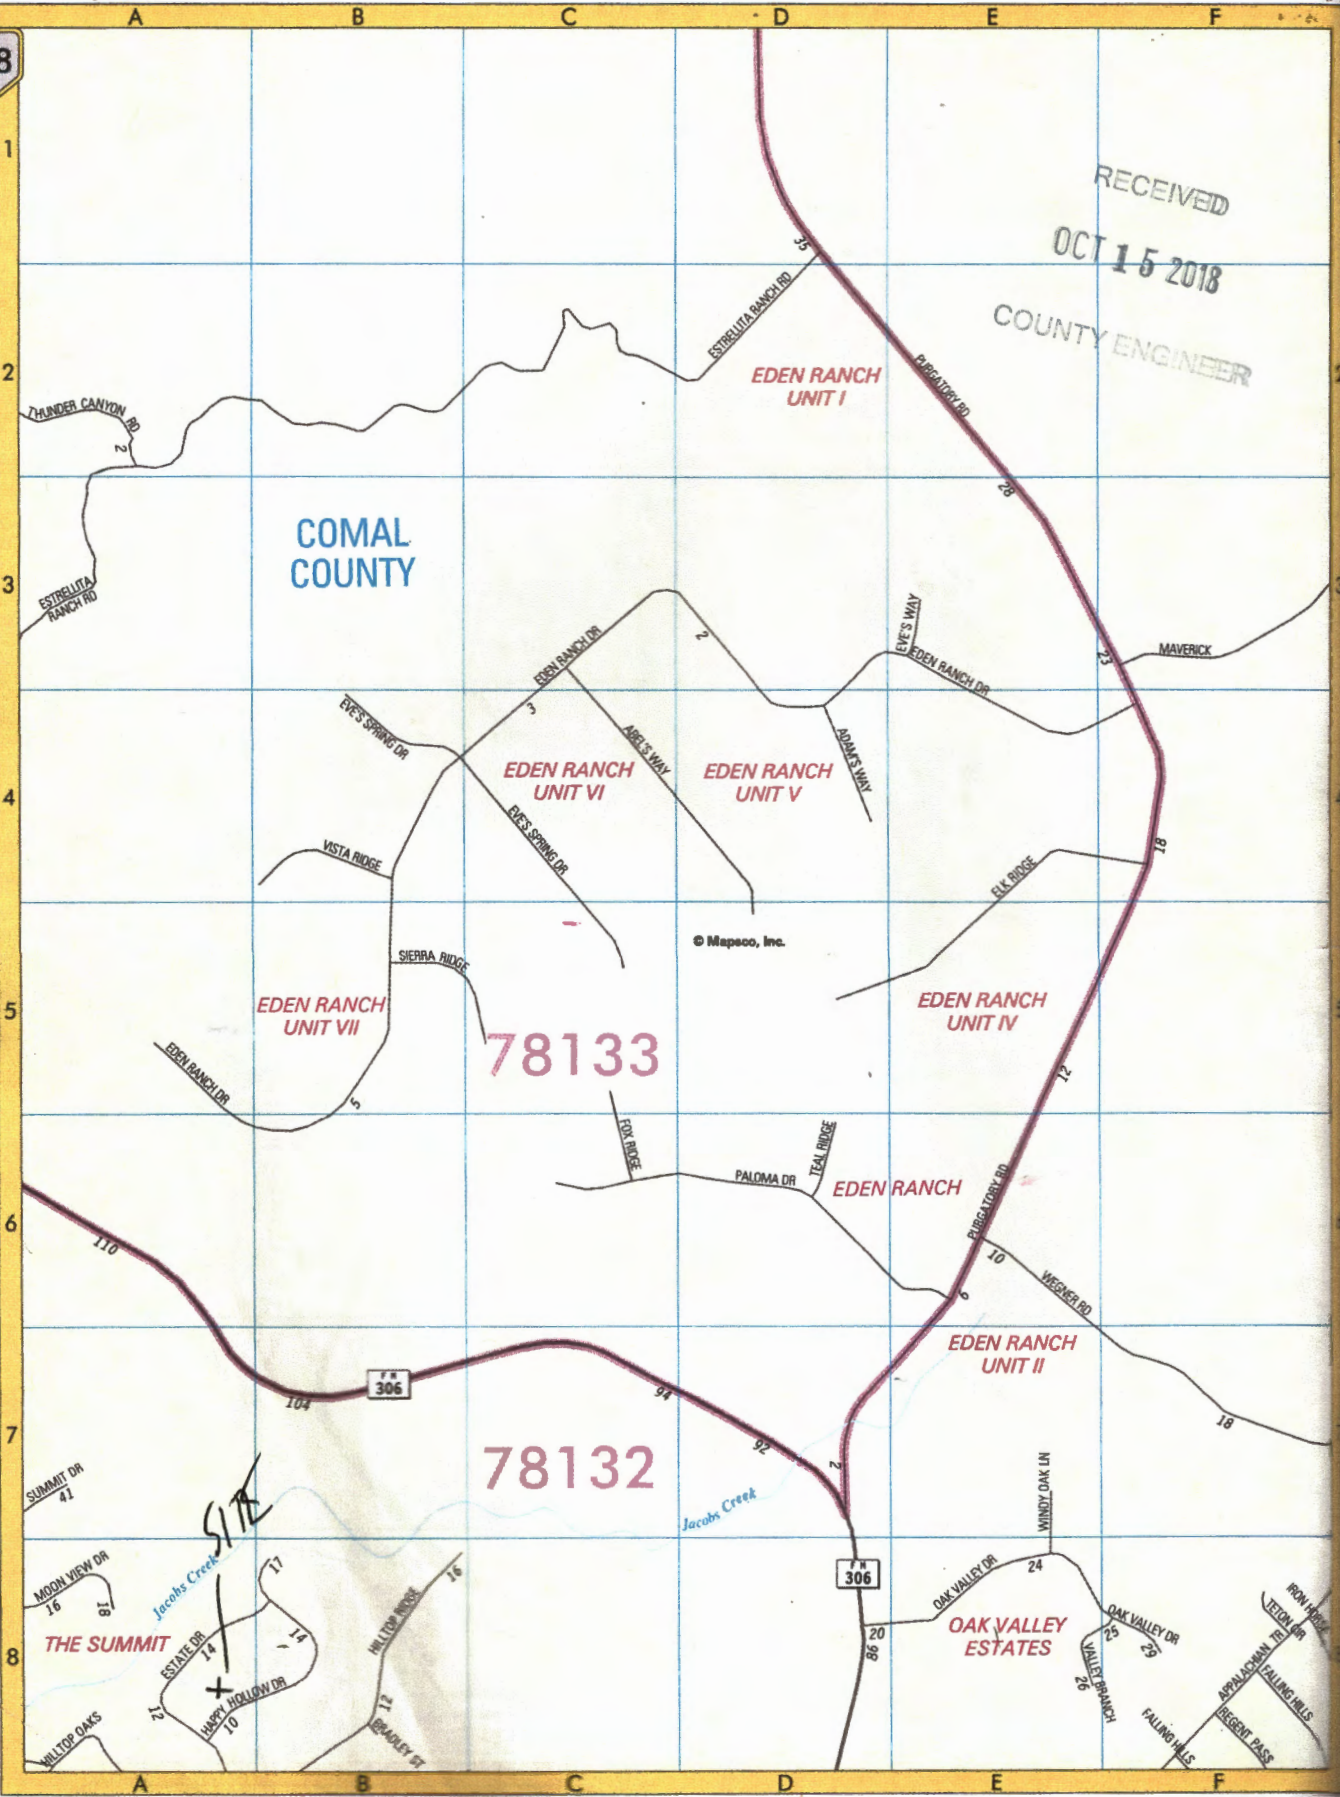 A B C D E F
8
1
RECEIVED
OCT 15 2018
COUNTY ENGINEER
35
ESTRELLITA RANCH RD
2
EDEN RANCH
UNIT I
PURGATORY RD
THUNDER CANYON RD
2
28
COMAL
COUNTY
3
ESTRELLITA
RANCH RD
EDEN RANCH DR
2
EVE'S WAY
EDEN RANCH DR
23
MAVERICK
EVE'S SPRING DR
3
ABEL'S WAY
ADAM'S WAY
4
EDEN RANCH
UNIT VI
EDEN RANCH
UNIT V
EVE'S SPRING DR
VISTA RIDGE
ELK RIDGE
18
© Mapsco, Inc.
SIERRA RIDGE
5
EDEN RANCH
UNIT VII
EDEN RANCH
UNIT IV
78133
EDEN RANCH DR
5
12
FOX RIDGE
PALOMA DR
TEAL RIDGE
EDEN RANCH
PURGATORY RD
6
110
10
WEGNER RD
6
EDEN RANCH
UNIT II
FM
306
104
94
92
18
7
78132
2
SUMMIT DR
41
SITE
Jacobs Creek
WINDY OAK LN
MOON VIEW DR
16
18
Jacobs Creek
17
16
FM
306
OAK VALLEY DR
24
THE SUMMIT
ESTATE DR
14
14
HILLTOP RIDGE
20
86
OAK VALLEY
ESTATES
OAK VALLEY DR
25
29
VALLEY BRANCH
26
IRON HORSE
TETON CIR
APPALACHIAN TR
FALLING HILLS
8
12
HAPPY HOLLOW DR
10
12
BRADLEY ST
HILLTOP OAKS
FALLING HILLS
REGENT PASS
A B C D E F